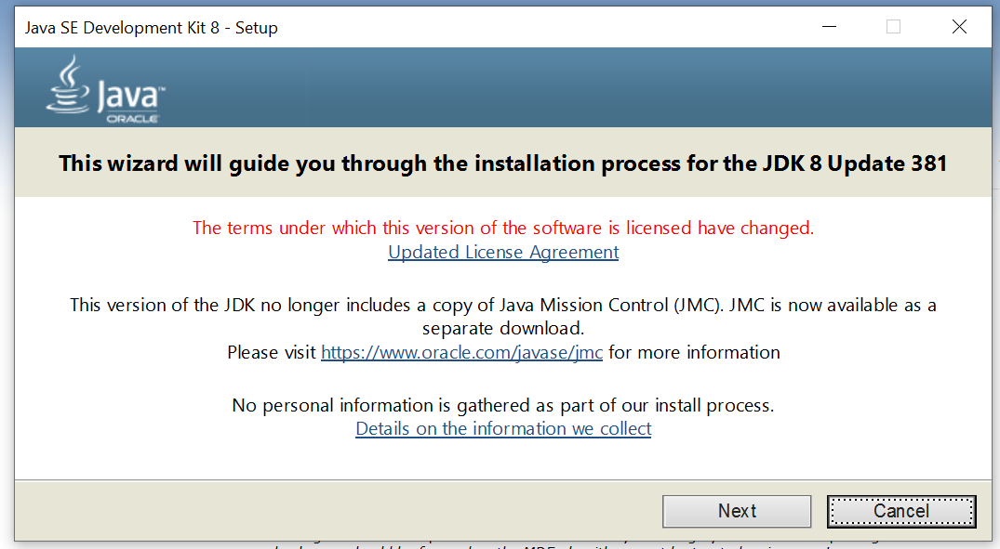 Java SE Development Kit 8 - Setup
Java™
ORACLE
This wizard will guide you through the installation process for the JDK 8 Update 381
The terms under which this version of the software is licensed have changed.
Updated License Agreement
This version of the JDK no longer includes a copy of Java Mission Control (JMC). JMC is now available as a
separate download.
Please visit https://www.oracle.com/javase/jmc for more information
No personal information is gathered as part of our install process.
Details on the information we collect
Next
Cancel